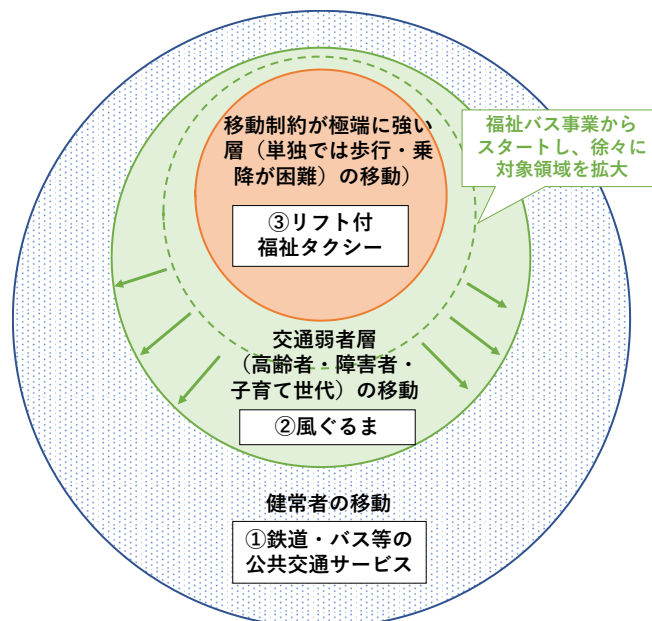 移動制約が極端に強い
層（単独では歩行・乗
降が困難）の移動）
③リフト付
福祉タクシー
福祉バス事業から
スタートし、徐々に
対象領域を拡大
交通弱者層
（高齢者・障害者・
子育て世代）の移動
②風ぐるま
健常者の移動
①鉄道・バス等の
公共交通サービス